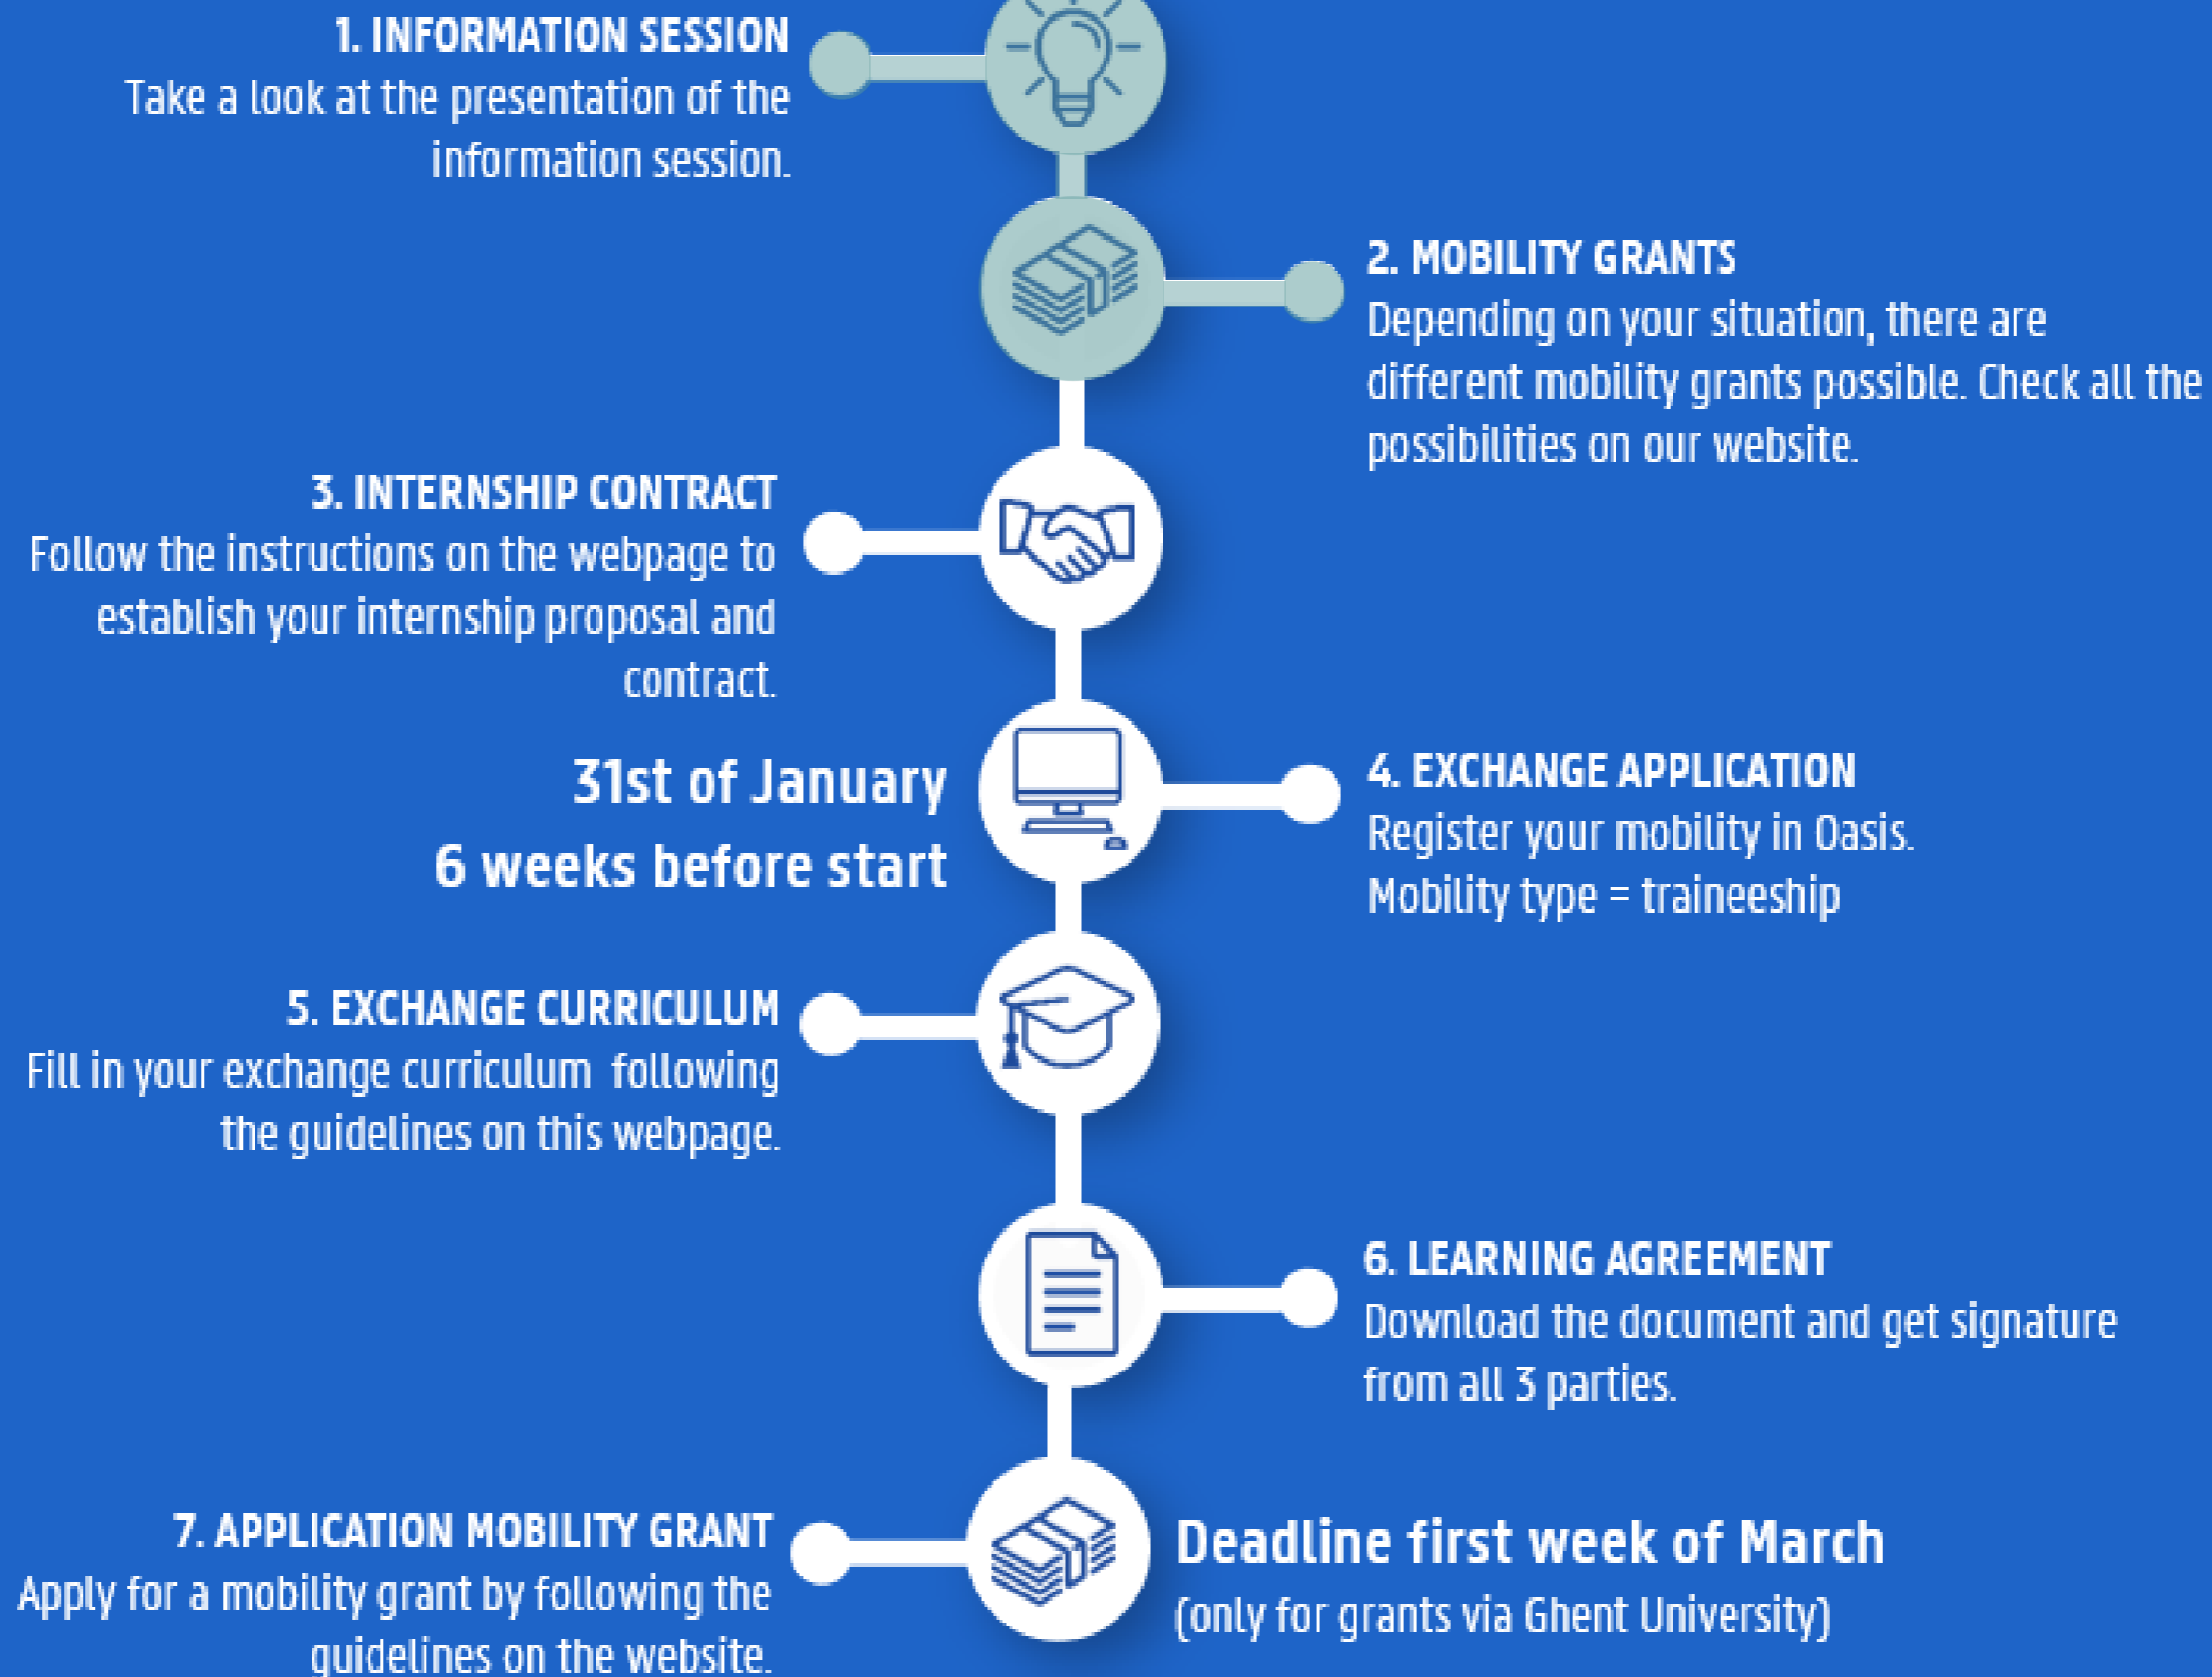 1. INFORMATION SESSION
Take a look at the presentation of the
information session.
2. MOBILITY GRANTS
Depending on your situation, there are
different mobility grants possible. Check all the
possibilities on our website.
3. INTERNSHIP CONTRACT
Follow the instructions on the webpage to
establish your internship proposal and
contract.
31st of January
6 weeks before start
4. EXCHANGE APPLICATION
Register your mobility in Oasis.
Mobility type = traineeship
5. EXCHANGE CURRICULUM
Fill in your exchange curriculum  following
the guidelines on this webpage.
6. LEARNING AGREEMENT
Download the document and get signature
from all 3 parties.
7. APPLICATION MOBILITY GRANT
Apply for a mobility grant by following the
guidelines on the website.
Deadline first week of March
(only for grants via Ghent University)